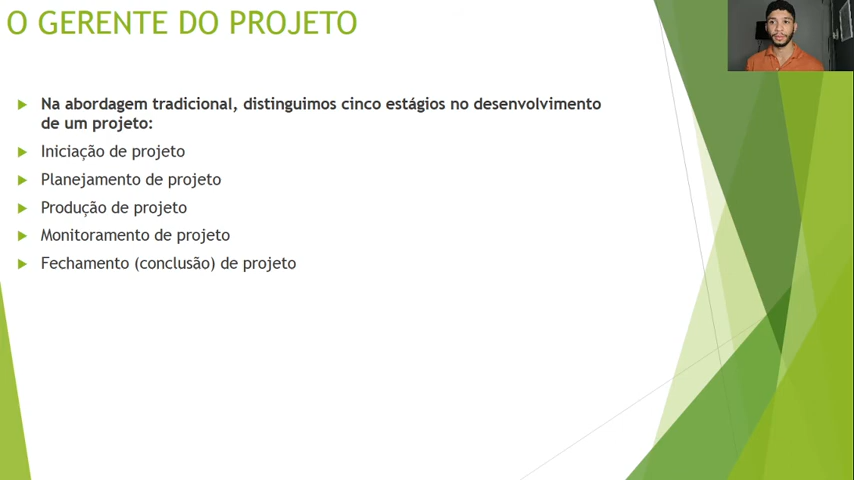 O GERENTE DO PROJETO
Na abordagem tradicional, distinguimos cinco estágios no desenvolvimento
de um projeto:
Iniciação de projeto
Planejamento de projeto
Produção de projeto
Monitoramento de projeto
Fechamento (conclusão) de projeto